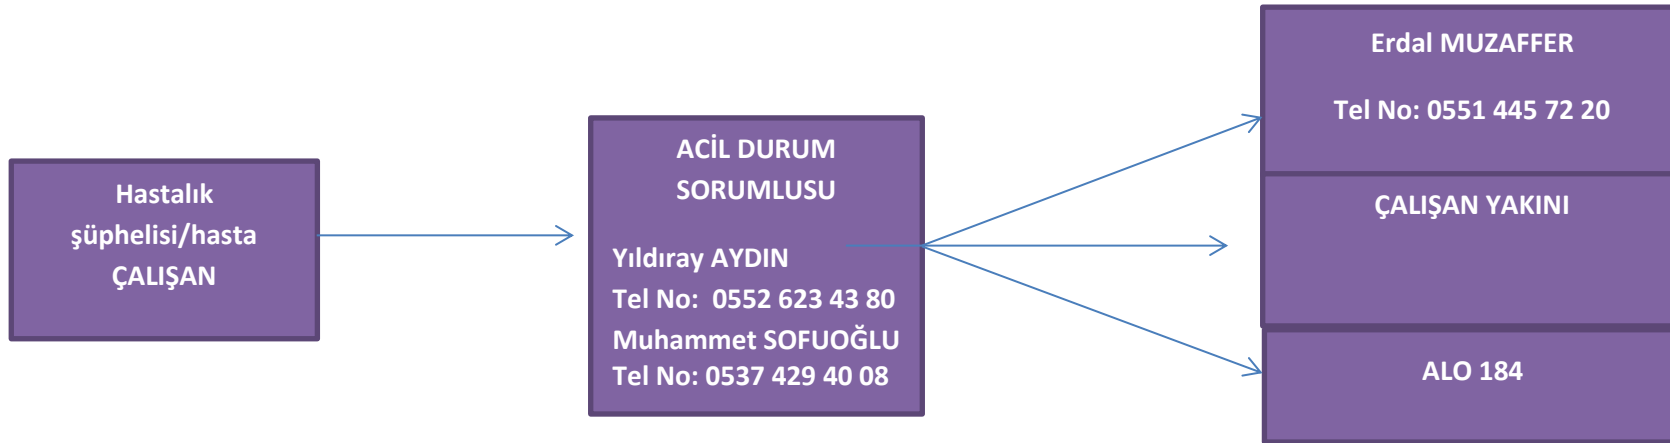 Hastalık
şüphelisi/hasta
ÇALIŞAN
ACİL DURUM
SORUMLUSU
Yıldıray AYDIN
Tel No: 0552 623 43 80
Muhammet SOFUOĞLU
Tel No: 0537 429 40 08
Erdal MUZAFFER
Tel No: 0551 445 72 20
ÇALIŞAN YAKINI
ALO 184